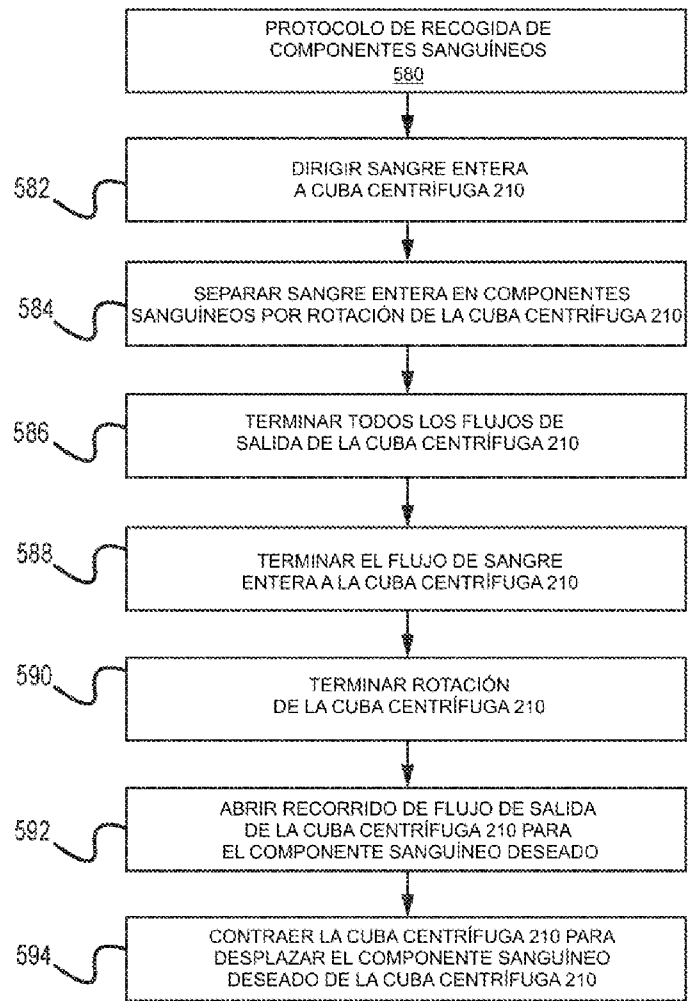 PROTOCOLO DE RECOGIDA DE
COMPONENTES SANGUÍNEOS
580
582
DIRIGIR SANGRE ENTERA
A CUBA CENTRÍFUGA 210
584
SEPARAR SANGRE ENTERA EN COMPONENTES
SANGUÍNEOS POR ROTACIÓN DE LA CUBA CENTRÍFUGA 210
586
TERMINAR TODOS LOS FLUJOS DE
SALIDA DE LA CUBA CENTRÍFUGA 210
588
TERMINAR EL FLUJO DE SANGRE
ENTERA A LA CUBA CENTRÍFUGA 210
590
TERMINAR ROTACIÓN
DE LA CUBA CENTRÍFUGA 210
592
ABRIR RECORRIDO DE FLUJO DE SALIDA
DE LA CUBA CENTRÍFUGA 210 PARA
EL COMPONENTE SANGUÍNEO DESEADO
594
CONTRAER LA CUBA CENTRÍFUGA 210 PARA
DESPLAZAR EL COMPONENTE SANGUÍNEO
DESEADO DE LA CUBA CENTRÍFUGA 210